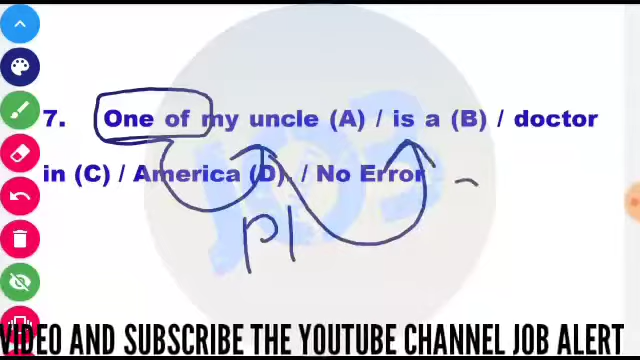 7. One of my uncle (A) / is a (B) / doctor
in (C) / America (D). / No Error
Pl
VIDEO AND SUBSCRIBE THE YOUTUBE CHANNEL JOB ALERT